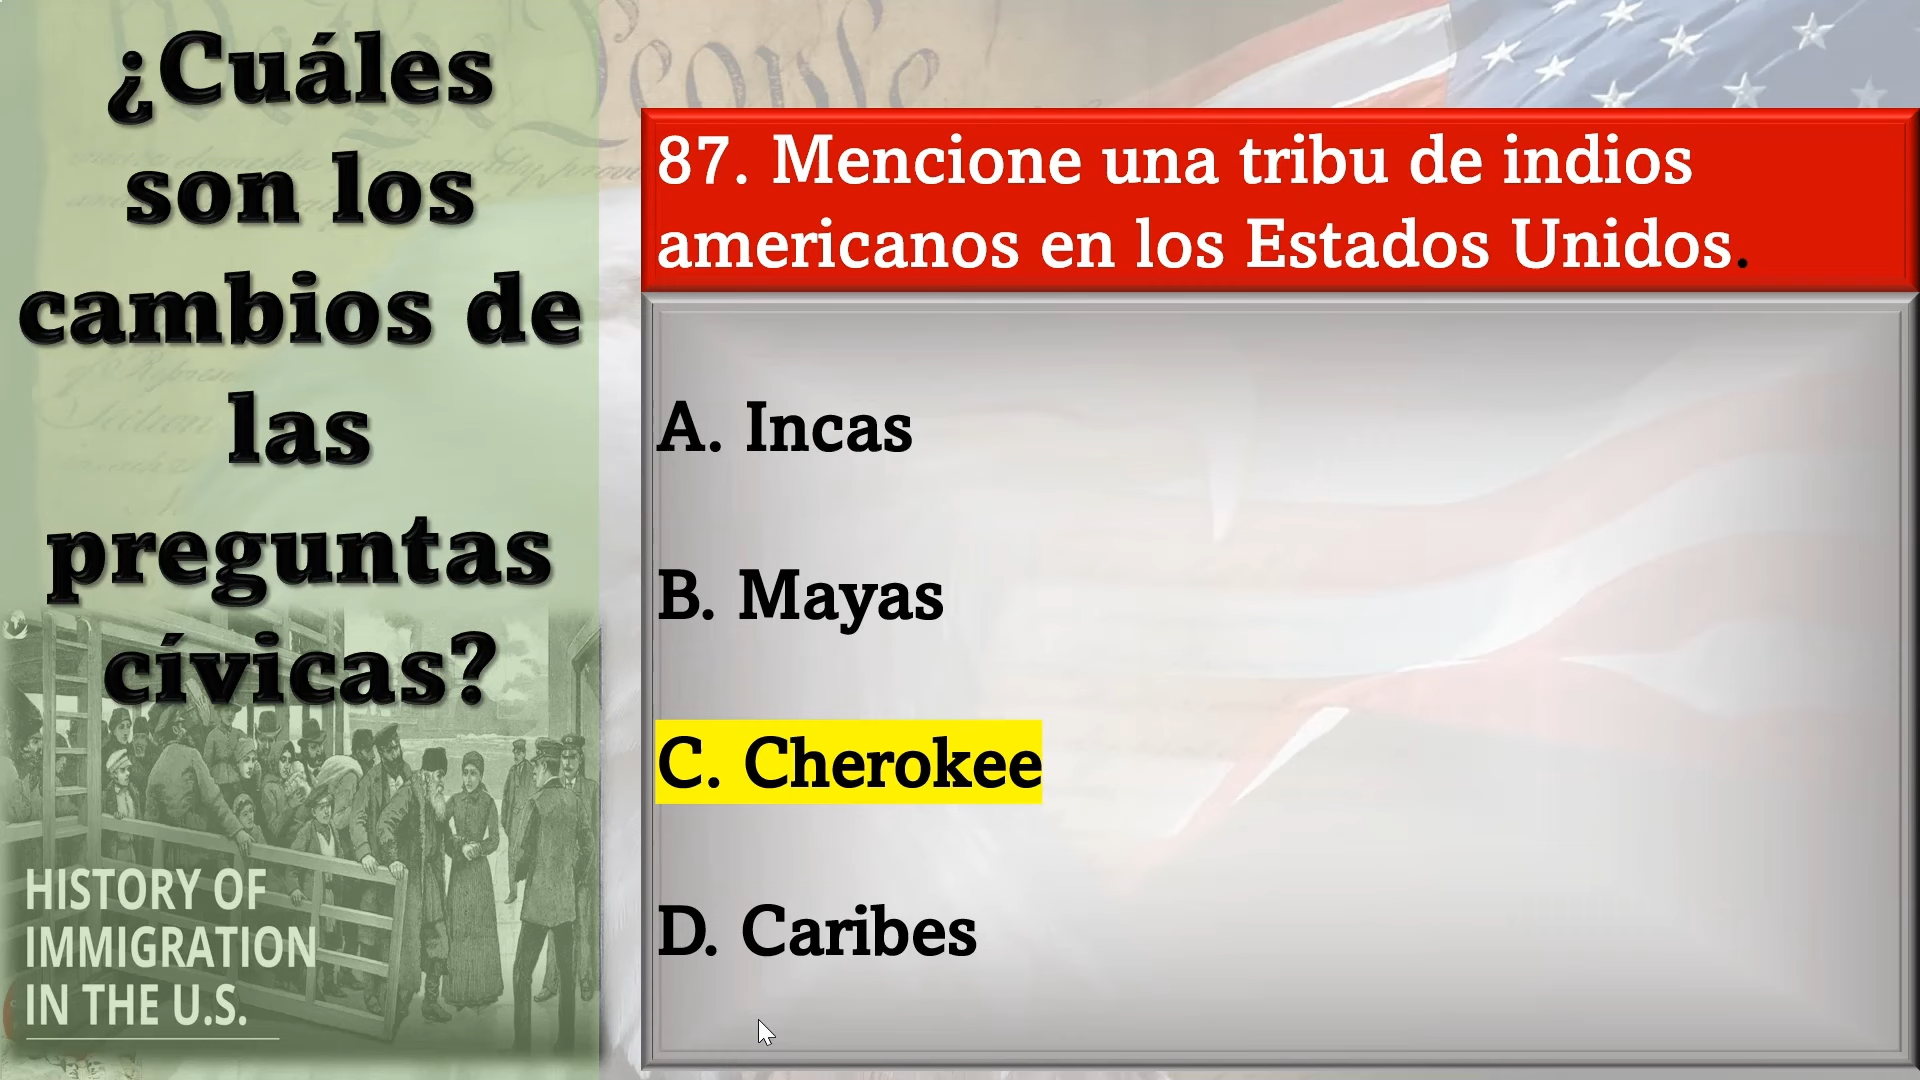 ¿Cuáles
son los
cambios de
las
preguntas
cívicas?
HISTORY OF
IMMIGRATION
IN THE U.S.
87. Mencione una tribu de indios
americanos en los Estados Unidos.
A. Incas
B. Mayas
C. Cherokee
D. Caribes